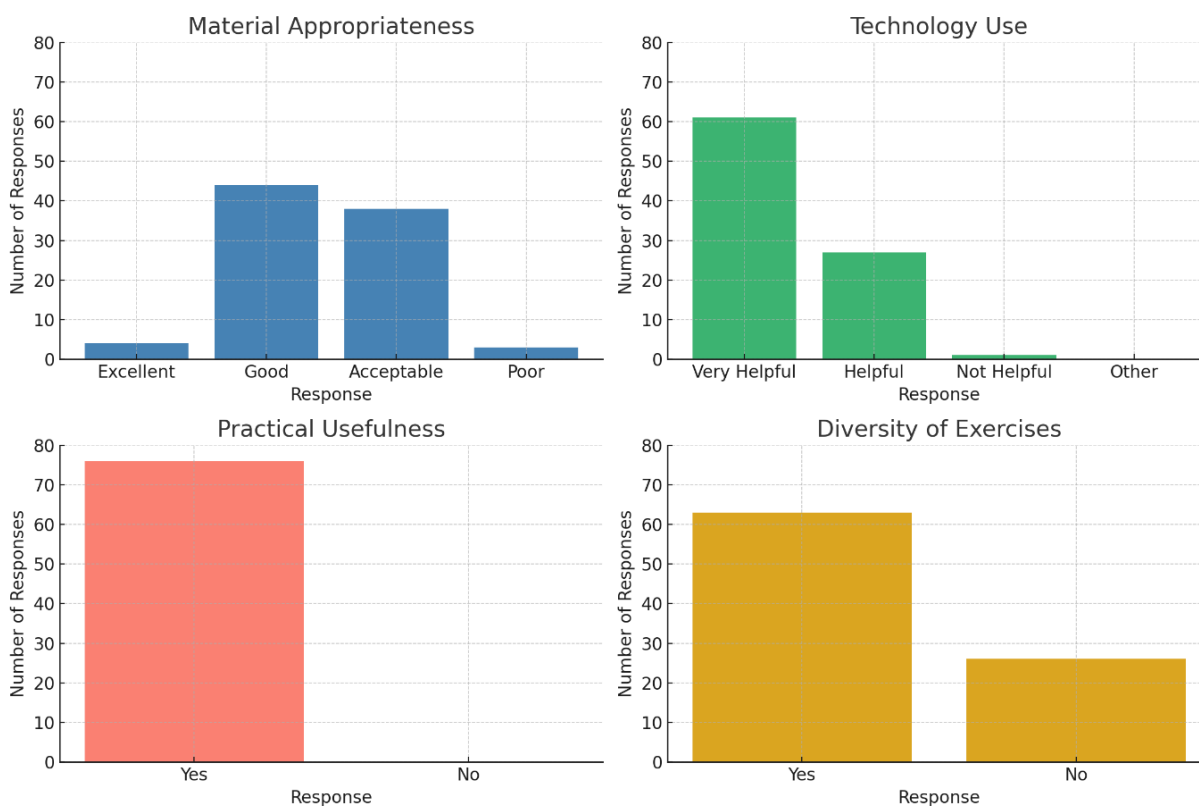 Material Appropriateness
80
70
60
50
40
30
20
10
0
Number of Responses
Excellent Good Acceptable Poor
Response
Technology Use
80
70
60
50
40
30
20
10
0
Number of Responses
Very Helpful Helpful Not Helpful Other
Response
Practical Usefulness
80
70
60
50
40
30
20
10
0
Number of Responses
Yes No
Response
Diversity of Exercises
80
70
60
50
40
30
20
10
0
Number of Responses
Yes No
Response